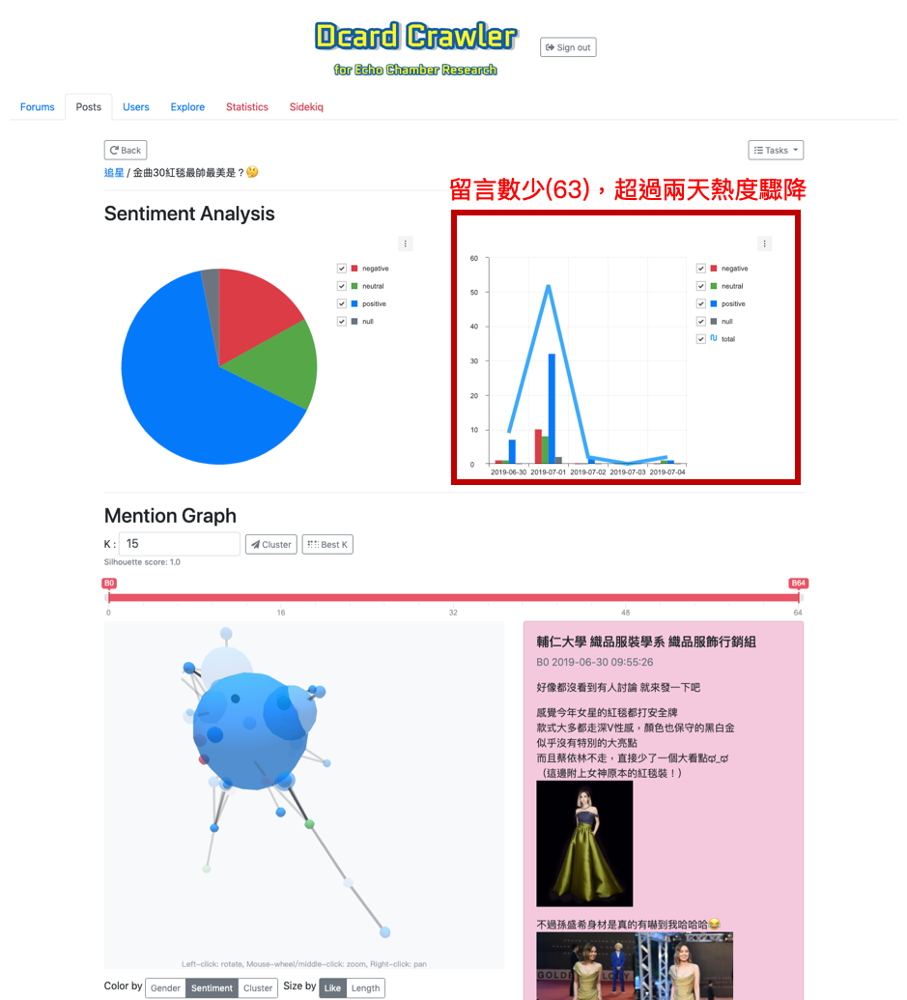 Dcard Crawler
for Echo Chamber Research
Sign out
Forums Posts Users Explore Statistics Sidekiq
Back
Tasks
追星 / 金曲30紅毯最帥最美是？🤔
留言數少(63)，超過兩天熱度驟降
Sentiment Analysis
negative
neutral
positive
null
60
50
40
30
20
10
0
2019-06-30 2019-07-01 2019-07-02 2019-07-03 2019-07-04
negative
neutral
positive
null
total
Mention Graph
K : 15 Cluster Best K
Silhouette score: 1.0
B0 B64
0 16 32 48 64
輔仁大學 織品服裝學系 織品服飾行銷組
B0 2019-06-30 09:55:26
好像都沒看到有人討論 就來發一下吧
感覺今年女星的紅毯都打安全牌
款式大多都走深V性感，顏色也保守的黑白金
似乎沒有特別的大亮點
而且蔡依林不走，直接少了一個大看點ಠ_ಠ
（這邊附上女神原本的紅毯裝！）
不過孫盛希身材是真的有嚇到我哈哈哈😂
Left-click: rotate, Mouse-wheel/middle-click: zoom, Right-click: pan
Color by Gender Sentiment Cluster Size by Like Length